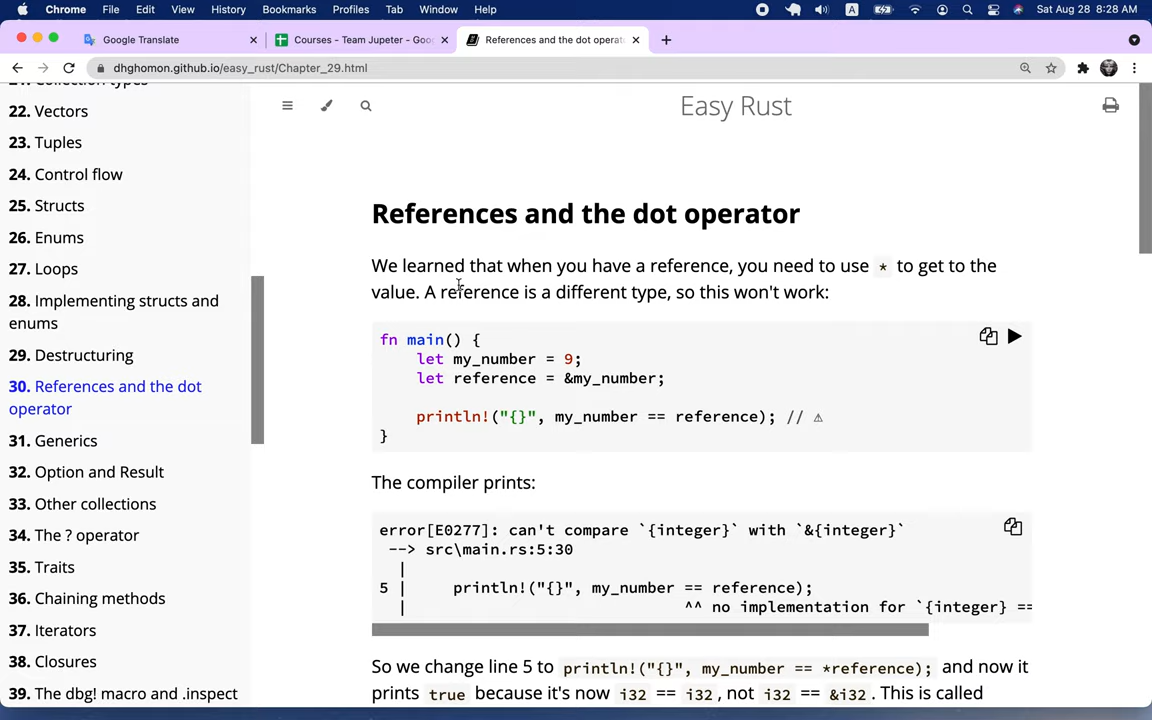 Chrome File Edit View History Bookmarks Profiles Tab Window Help A Sat Aug 28 8:28 AM
Google Translate Courses - Team Jupeter - Goo References and the dot operat
dhghomon.github.io/easy_rust/Chapter_29.html
21. Collection types
22. Vectors
23. Tuples
24. Control flow
25. Structs
26. Enums
27. Loops
28. Implementing structs and
enums
29. Destructuring
30. References and the dot
operator
31. Generics
32. Option and Result
33. Other collections
34. The ? operator
35. Traits
36. Chaining methods
37. Iterators
38. Closures
39. The dbg! macro and .inspect
Easy Rust
References and the dot operator
We learned that when you have a reference, you need to use * to get to the
value. A reference is a different type, so this won't work:
fn main() {
    let my_number = 9;
    let reference = &my_number;
    println!("{}", my_number == reference); // ⚠
}
The compiler prints:
error[E0277]: can't compare `{integer}` with `&{integer}`
 --> src\main.rs:5:30
  |
5 |     println!("{}", my_number == reference);
  |                              ^^ no implementation for `{integer} ==
So we change line 5 to println!("{}", my_number == *reference); and now it
prints true because it's now i32 == i32, not i32 == &i32. This is called